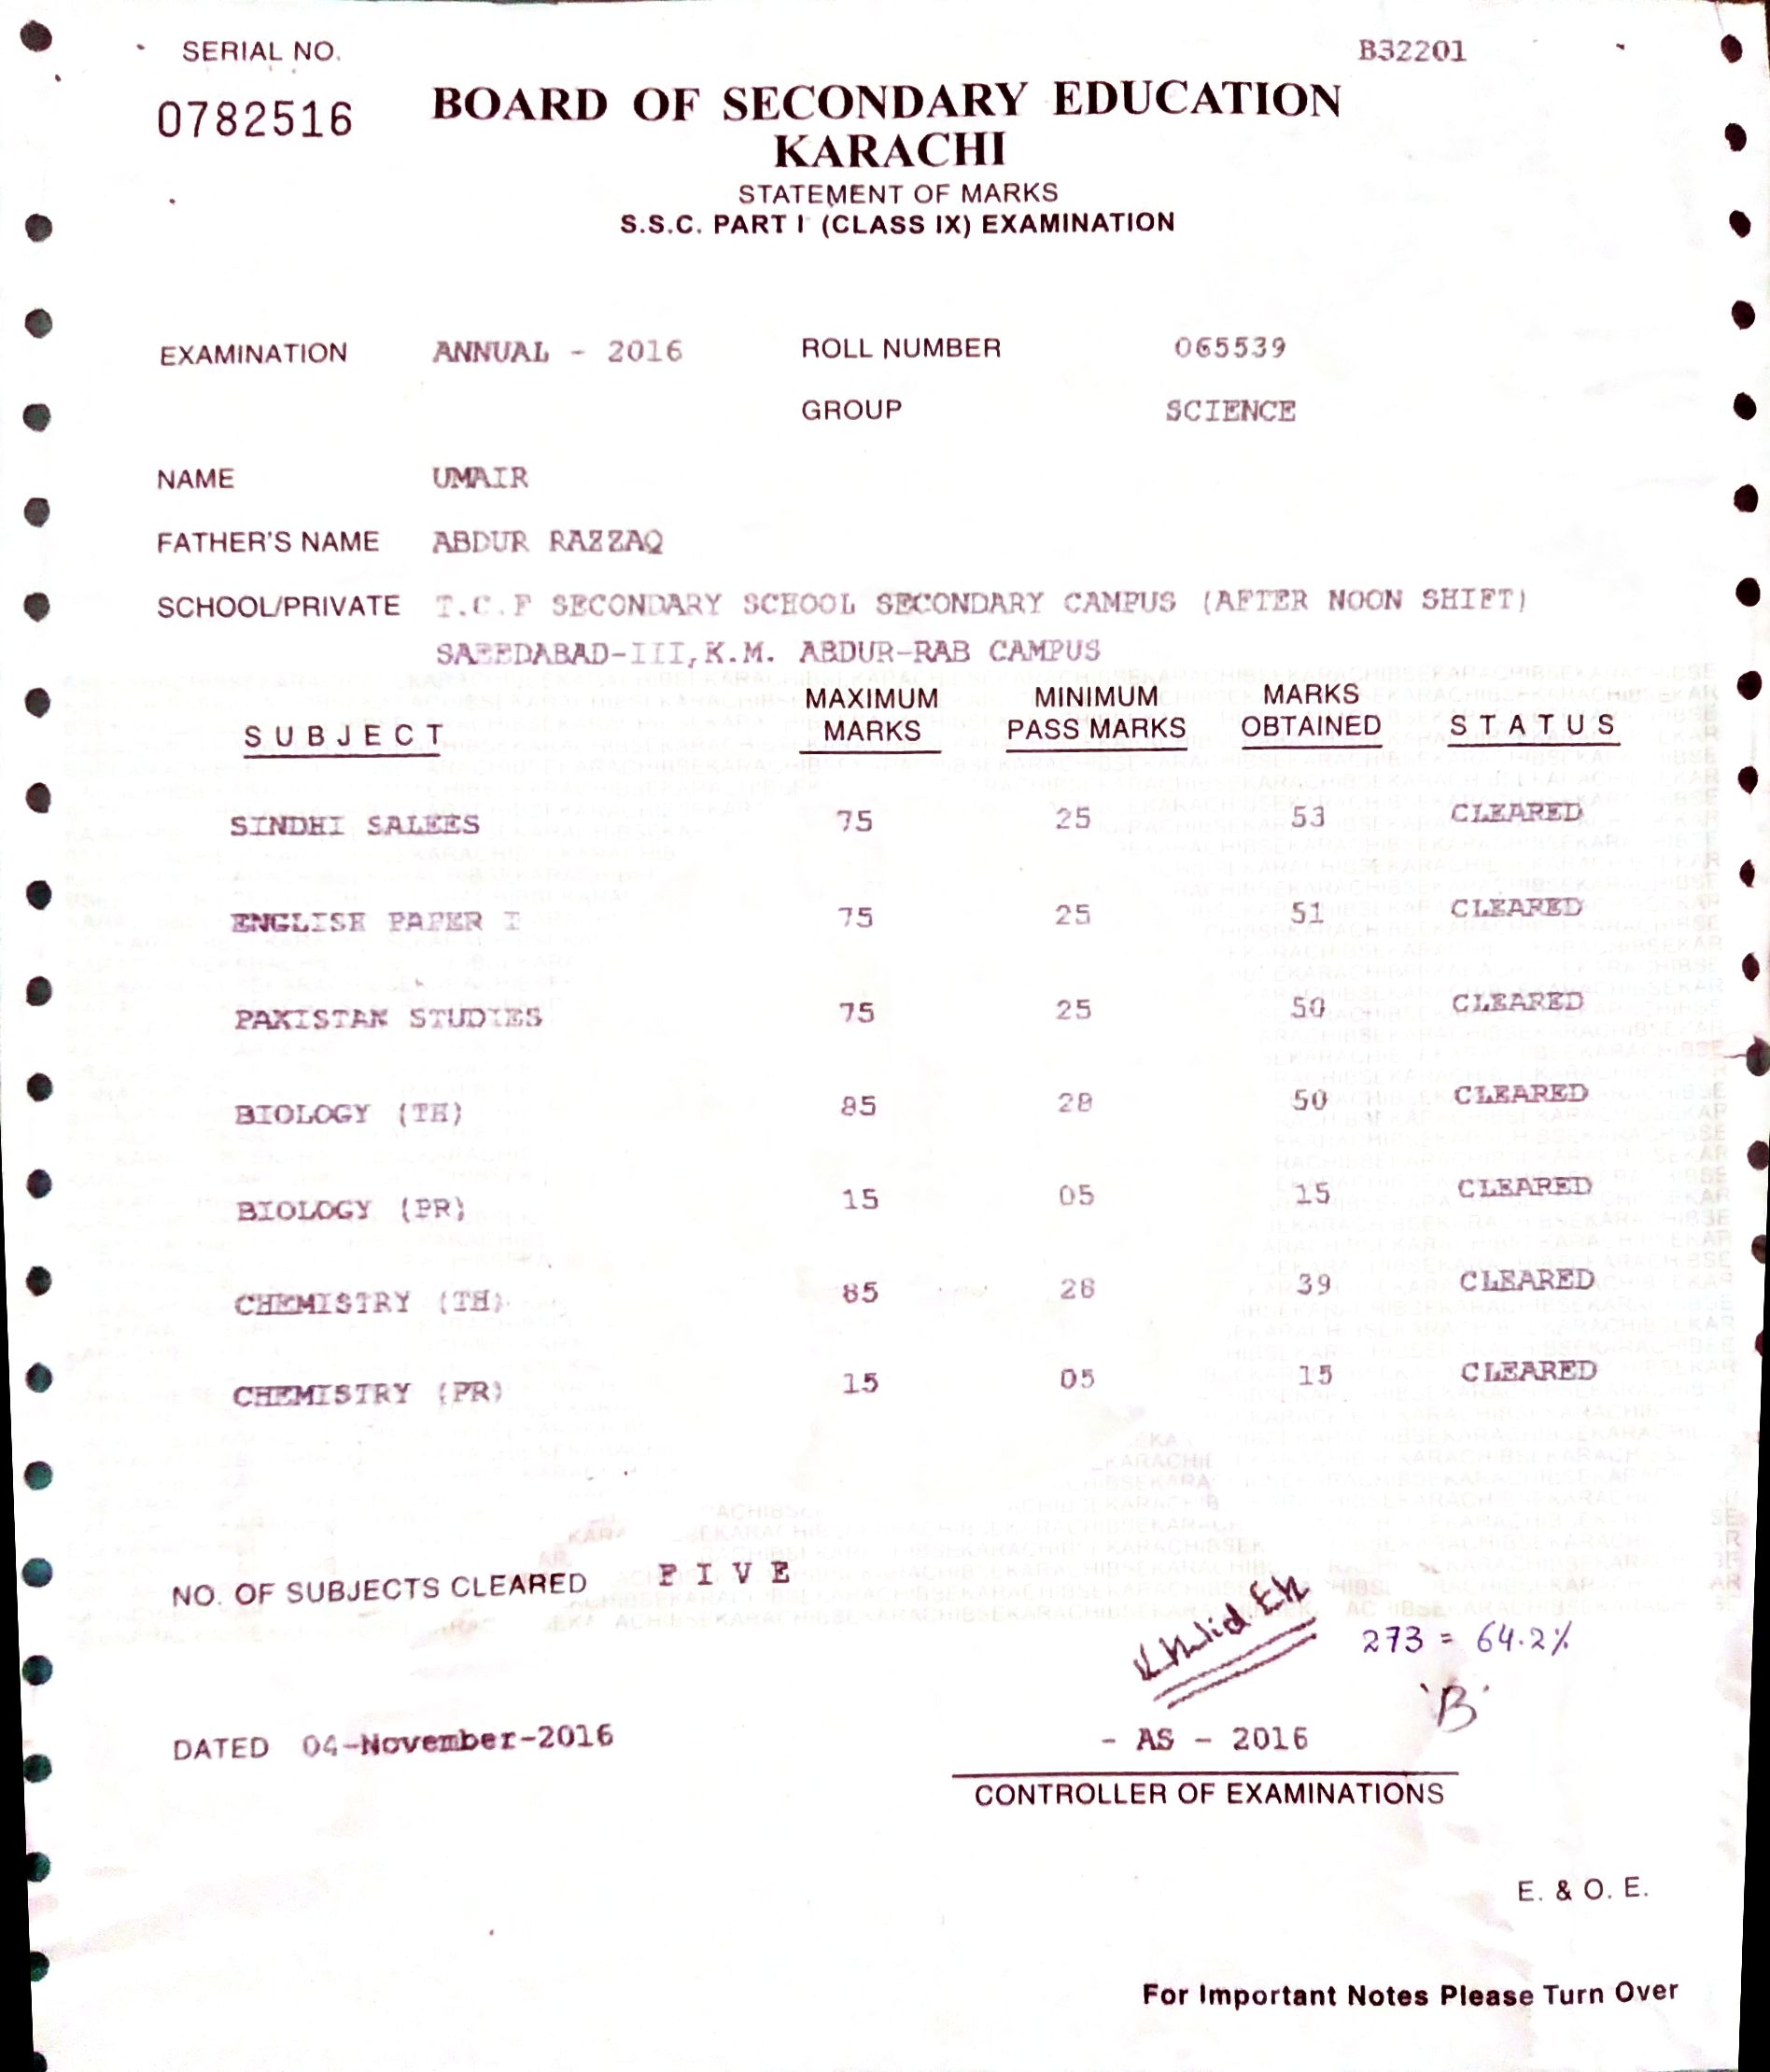 SERIAL NO.
B32201
0782516
BOARD OF SECONDARY EDUCATION
KARACHI
STATEMENT OF MARKS
S.S.C. PART I (CLASS IX) EXAMINATION
EXAMINATION ANNUAL - 2016 ROLL NUMBER 065539
GROUP SCIENCE
NAME UMAIR
FATHER'S NAME ABDUR RAZZAQ
SCHOOL/PRIVATE T.C.F SECONDARY SCHOOL SECONDARY CAMPUS (AFTER NOON SHIFT)
SAEEDABAD-III,K.M. ABDUR-RAB CAMPUS
SUBJECT MAXIMUM MARKS MINIMUM PASS MARKS MARKS OBTAINED STATUS
SINDHI SALEES 75 25 53 CLEARED
ENGLISH PAPER I 75 25 51 CLEARED
PAKISTAN STUDIES 75 25 50 CLEARED
BIOLOGY (TH) 85 28 50 CLEARED
BIOLOGY (PR) 15 05 15 CLEARED
CHEMISTRY (TH) 85 28 39 CLEARED
CHEMISTRY (PR) 15 05 15 CLEARED
NO. OF SUBJECTS CLEARED FIVE
273 = 64.2%
'B'
DATED 04-November-2016
- AS - 2016
CONTROLLER OF EXAMINATIONS
E. & O. E.
For Important Notes Please Turn Over